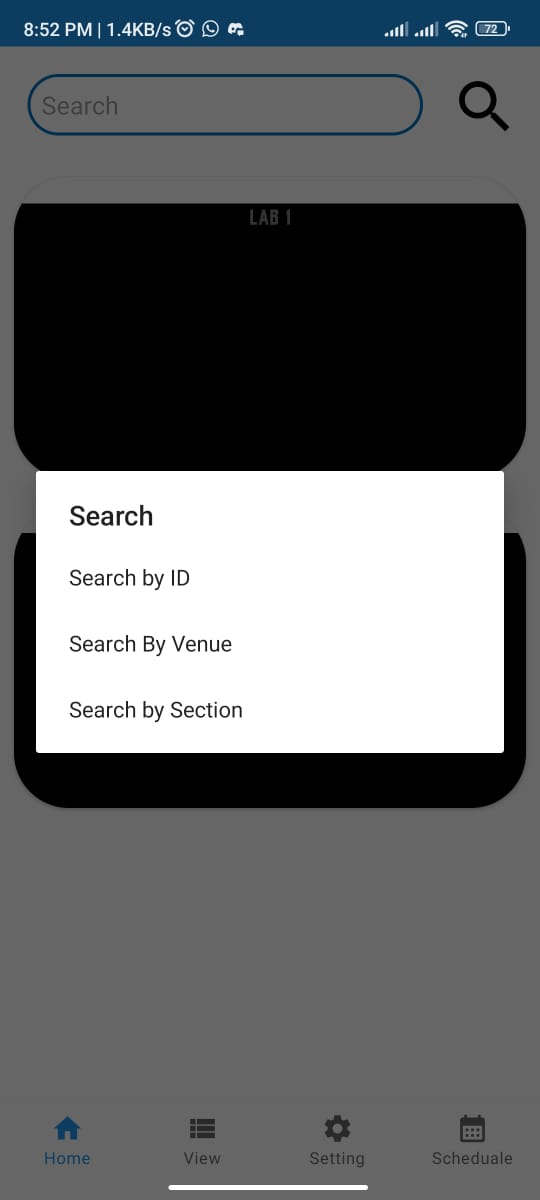 8:52 PM | 1.4KB/s 72
Search
LAB 1
Search
Search by ID
Search By Venue
Search by Section
Home View Setting Scheduale